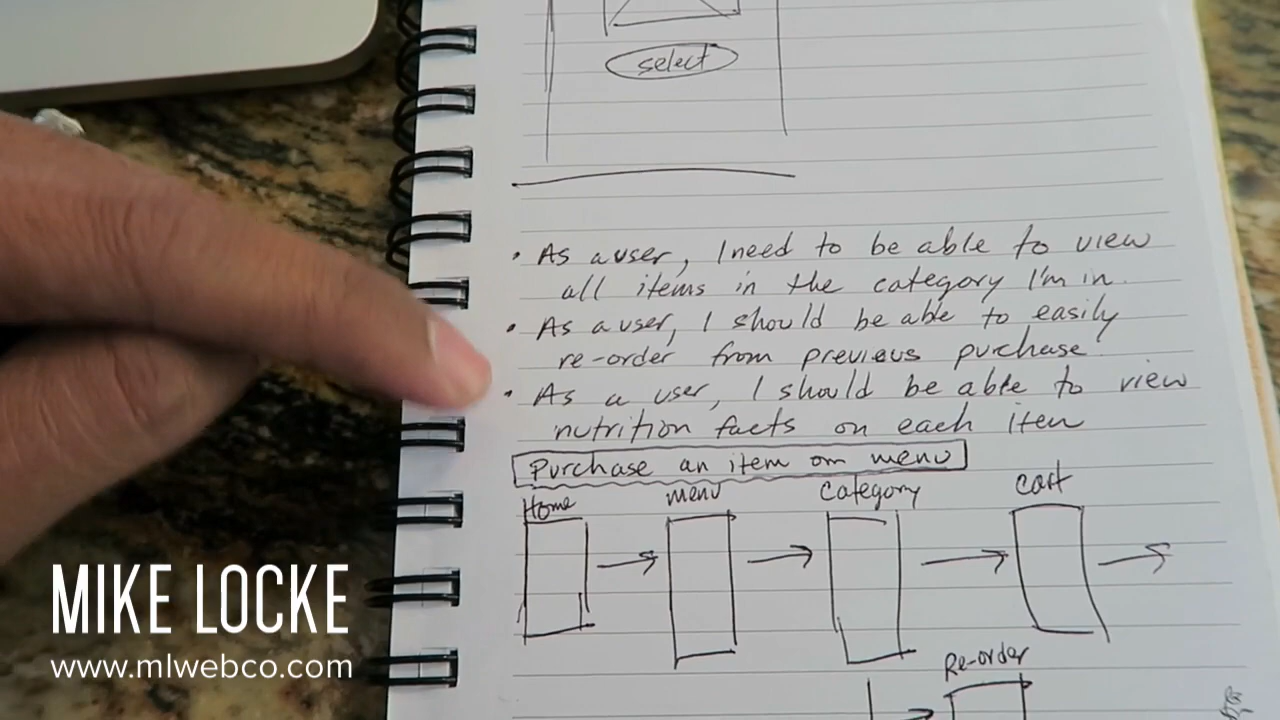 select
• As a user, I need to be able to view
all items in the category I'm in.
• As a user, I should be able to easily
re-order from previous purchase.
• As a user, I should be able to view
nutrition facts on each item
Purchase an item om menu
Home
menu
Category
Cart
Re-order
MIKE LOCKE
www.mlwebco.com